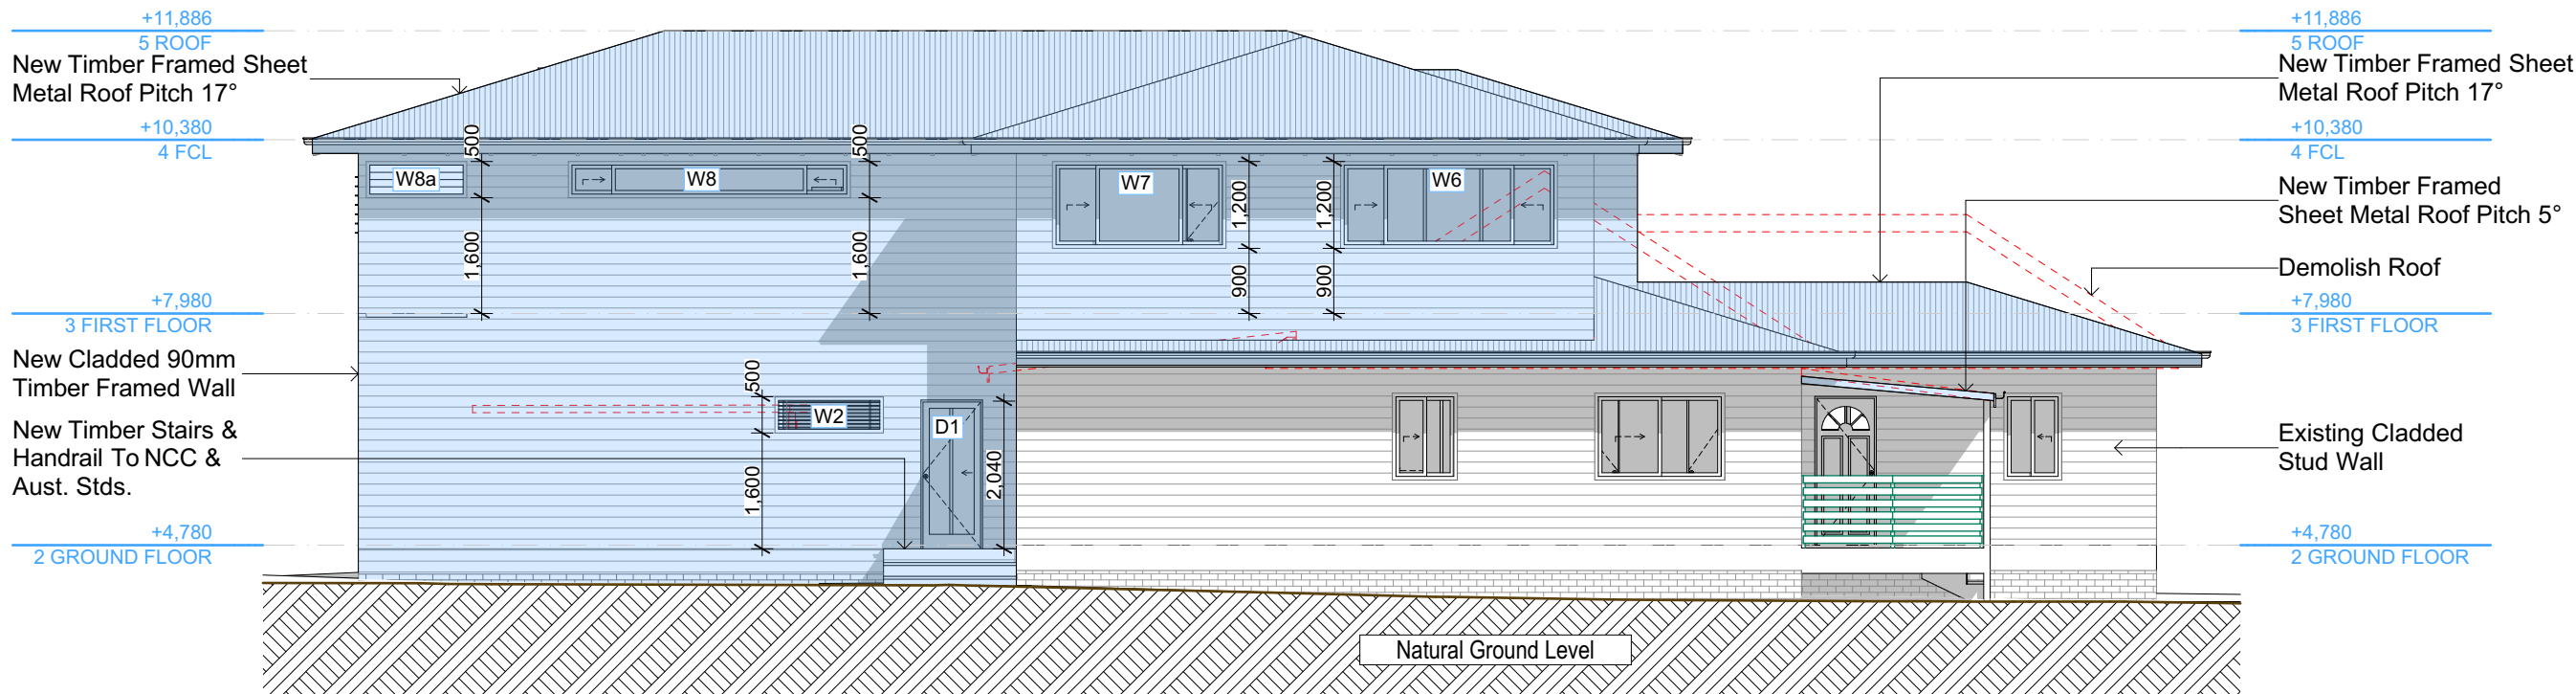 +11,886
5 ROOF
New Timber Framed Sheet
Metal Roof Pitch 17°
+10,380
4 FCL
+7,980
3 FIRST FLOOR
New Cladded 90mm
Timber Framed Wall
New Timber Stairs &
Handrail To NCC &
Aust. Stds.
+4,780
2 GROUND FLOOR
W8a
500
1,600
W8
500
1,600
W7
1,200
900
1,200
900
W6
500
1,600
W2
D1
2,040
Natural Ground Level
+11,886
5 ROOF
New Timber Framed Sheet
Metal Roof Pitch 17°
+10,380
4 FCL
New Timber Framed
Sheet Metal Roof Pitch 5°
Demolish Roof
+7,980
3 FIRST FLOOR
Existing Cladded
Stud Wall
+4,780
2 GROUND FLOOR